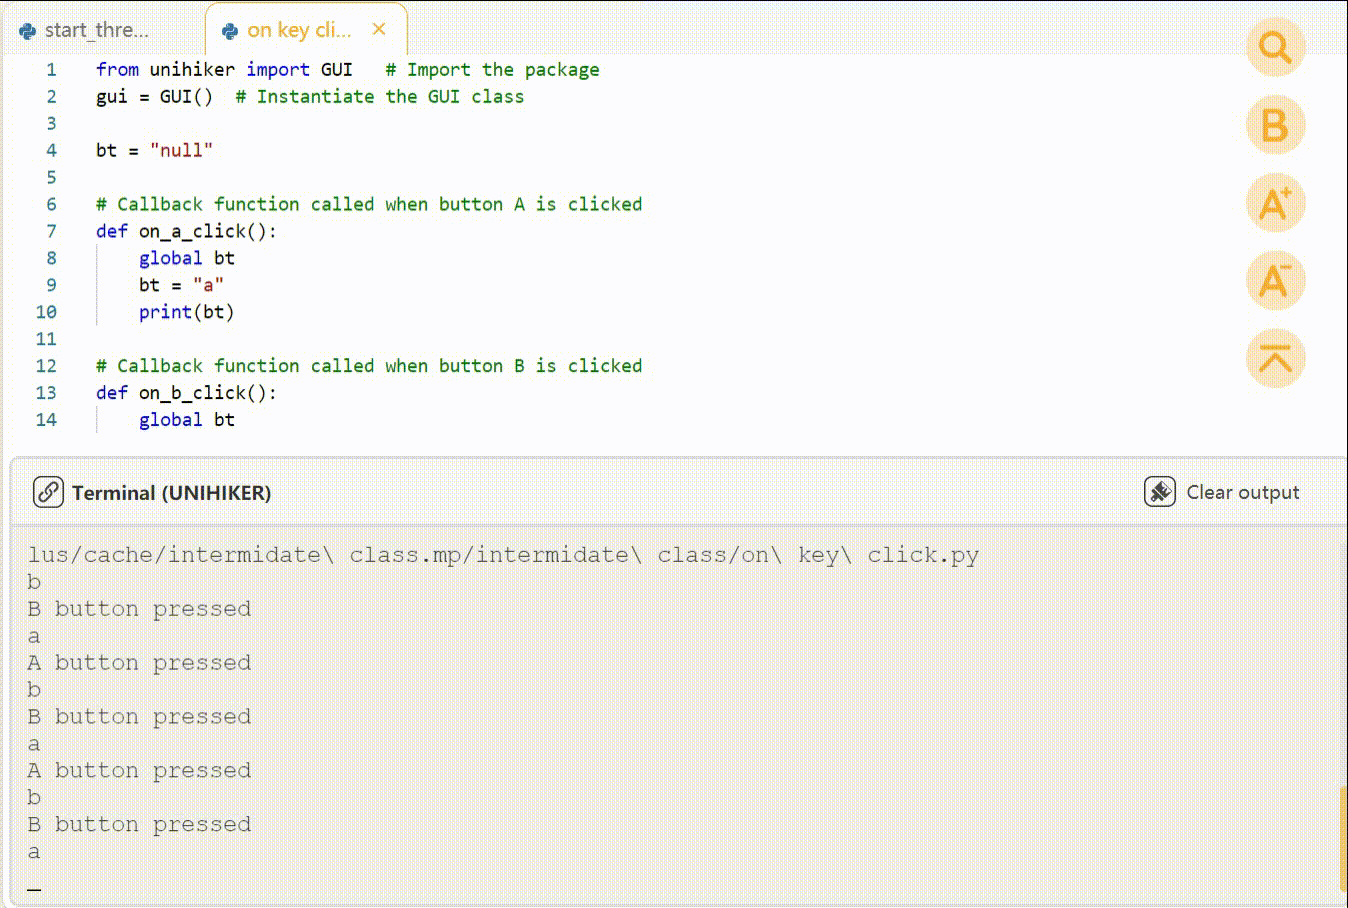 start_thre...
on key cli... ×
1 from unihiker import GUI   # Import the package
2 gui = GUI()  # Instantiate the GUI class
3
4 bt = "null"
5
6 # Callback function called when button A is clicked
7 def on_a_click():
8     global bt
9     bt = "a"
10     print(bt)
11
12 # Callback function called when button B is clicked
13 def on_b_click():
14     global bt
B
A+
A-
Terminal (UNIHIKER)
Clear output
lus/cache/intermidate\ class.mp/intermidate\ class/on\ key\ click.py
b
B button pressed
a
A button pressed
b
B button pressed
a
A button pressed
b
B button pressed
a
_